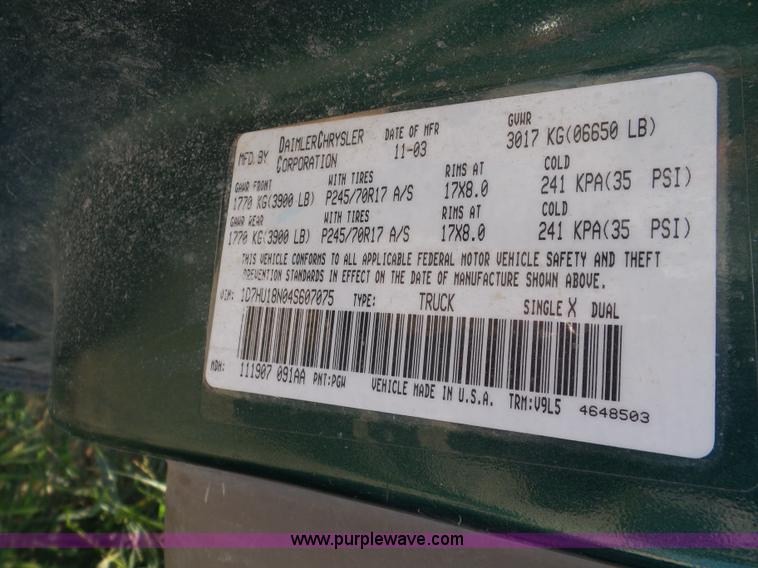 MFD. BY DAIMLERCHRYSLER CORPORATION DATE OF MFR 11-03 GVWR 3017 KG(06650 LB)
GAWR FRONT WITH TIRES RIMS AT COLD
1770 KG(3900 LB) P245/70R17 A/S 17X8.0 241 KPA(35 PSI)
GAWR REAR WITH TIRES RIMS AT COLD
1770 KG(3900 LB) P245/70R17 A/S 17X8.0 241 KPA(35 PSI)
THIS VEHICLE CONFORMS TO ALL APPLICABLE FEDERAL MOTOR VEHICLE SAFETY AND THEFT
PREVENTION STANDARDS IN EFFECT ON THE DATE OF MANUFACTURE SHOWN ABOVE.
VIN: 1D7HU18N04S607075 TYPE: TRUCK SINGLE X DUAL
MDH: 111907 091AA PNT:PGW VEHICLE MADE IN U.S.A. TRM:V9L5 4648503
www.purplewave.com